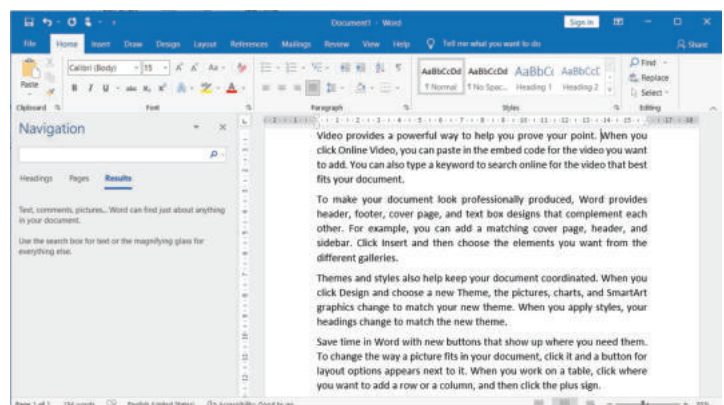 Document1 - Word
Sign in
File Home Insert Draw Design Layout References Mailings Review View Help Tell me what you want to do Share
Paste
Calibri (Body) 15
AaBbCcDd AaBbCcDd AaBbCc AaBbCcC
¶ Normal ¶ No Spac... Heading 1 Heading 2
Find
Replace
Select
Clipboard Font Paragraph Styles Editing
Navigation
Headings Pages Results
Text, comments, pictures... Word can find just about anything
in your document.
Use the search box for text or the magnifying glass for
everything else.
Video provides a powerful way to help you prove your point. When you
click Online Video, you can paste in the embed code for the video you want
to add. You can also type a keyword to search online for the video that best
fits your document.
To make your document look professionally produced, Word provides
header, footer, cover page, and text box designs that complement each
other. For example, you can add a matching cover page, header, and
sidebar. Click Insert and then choose the elements you want from the
different galleries.
Themes and styles also help keep your document coordinated. When you
click Design and choose a new Theme, the pictures, charts, and SmartArt
graphics change to match your new theme. When you apply styles, your
headings change to match the new theme.
Save time in Word with new buttons that show up where you need them.
To change the way a picture fits in your document, click it and a button for
layout options appears next to it. When you work on a table, click where
you want to add a row or a column, and then click the plus sign.